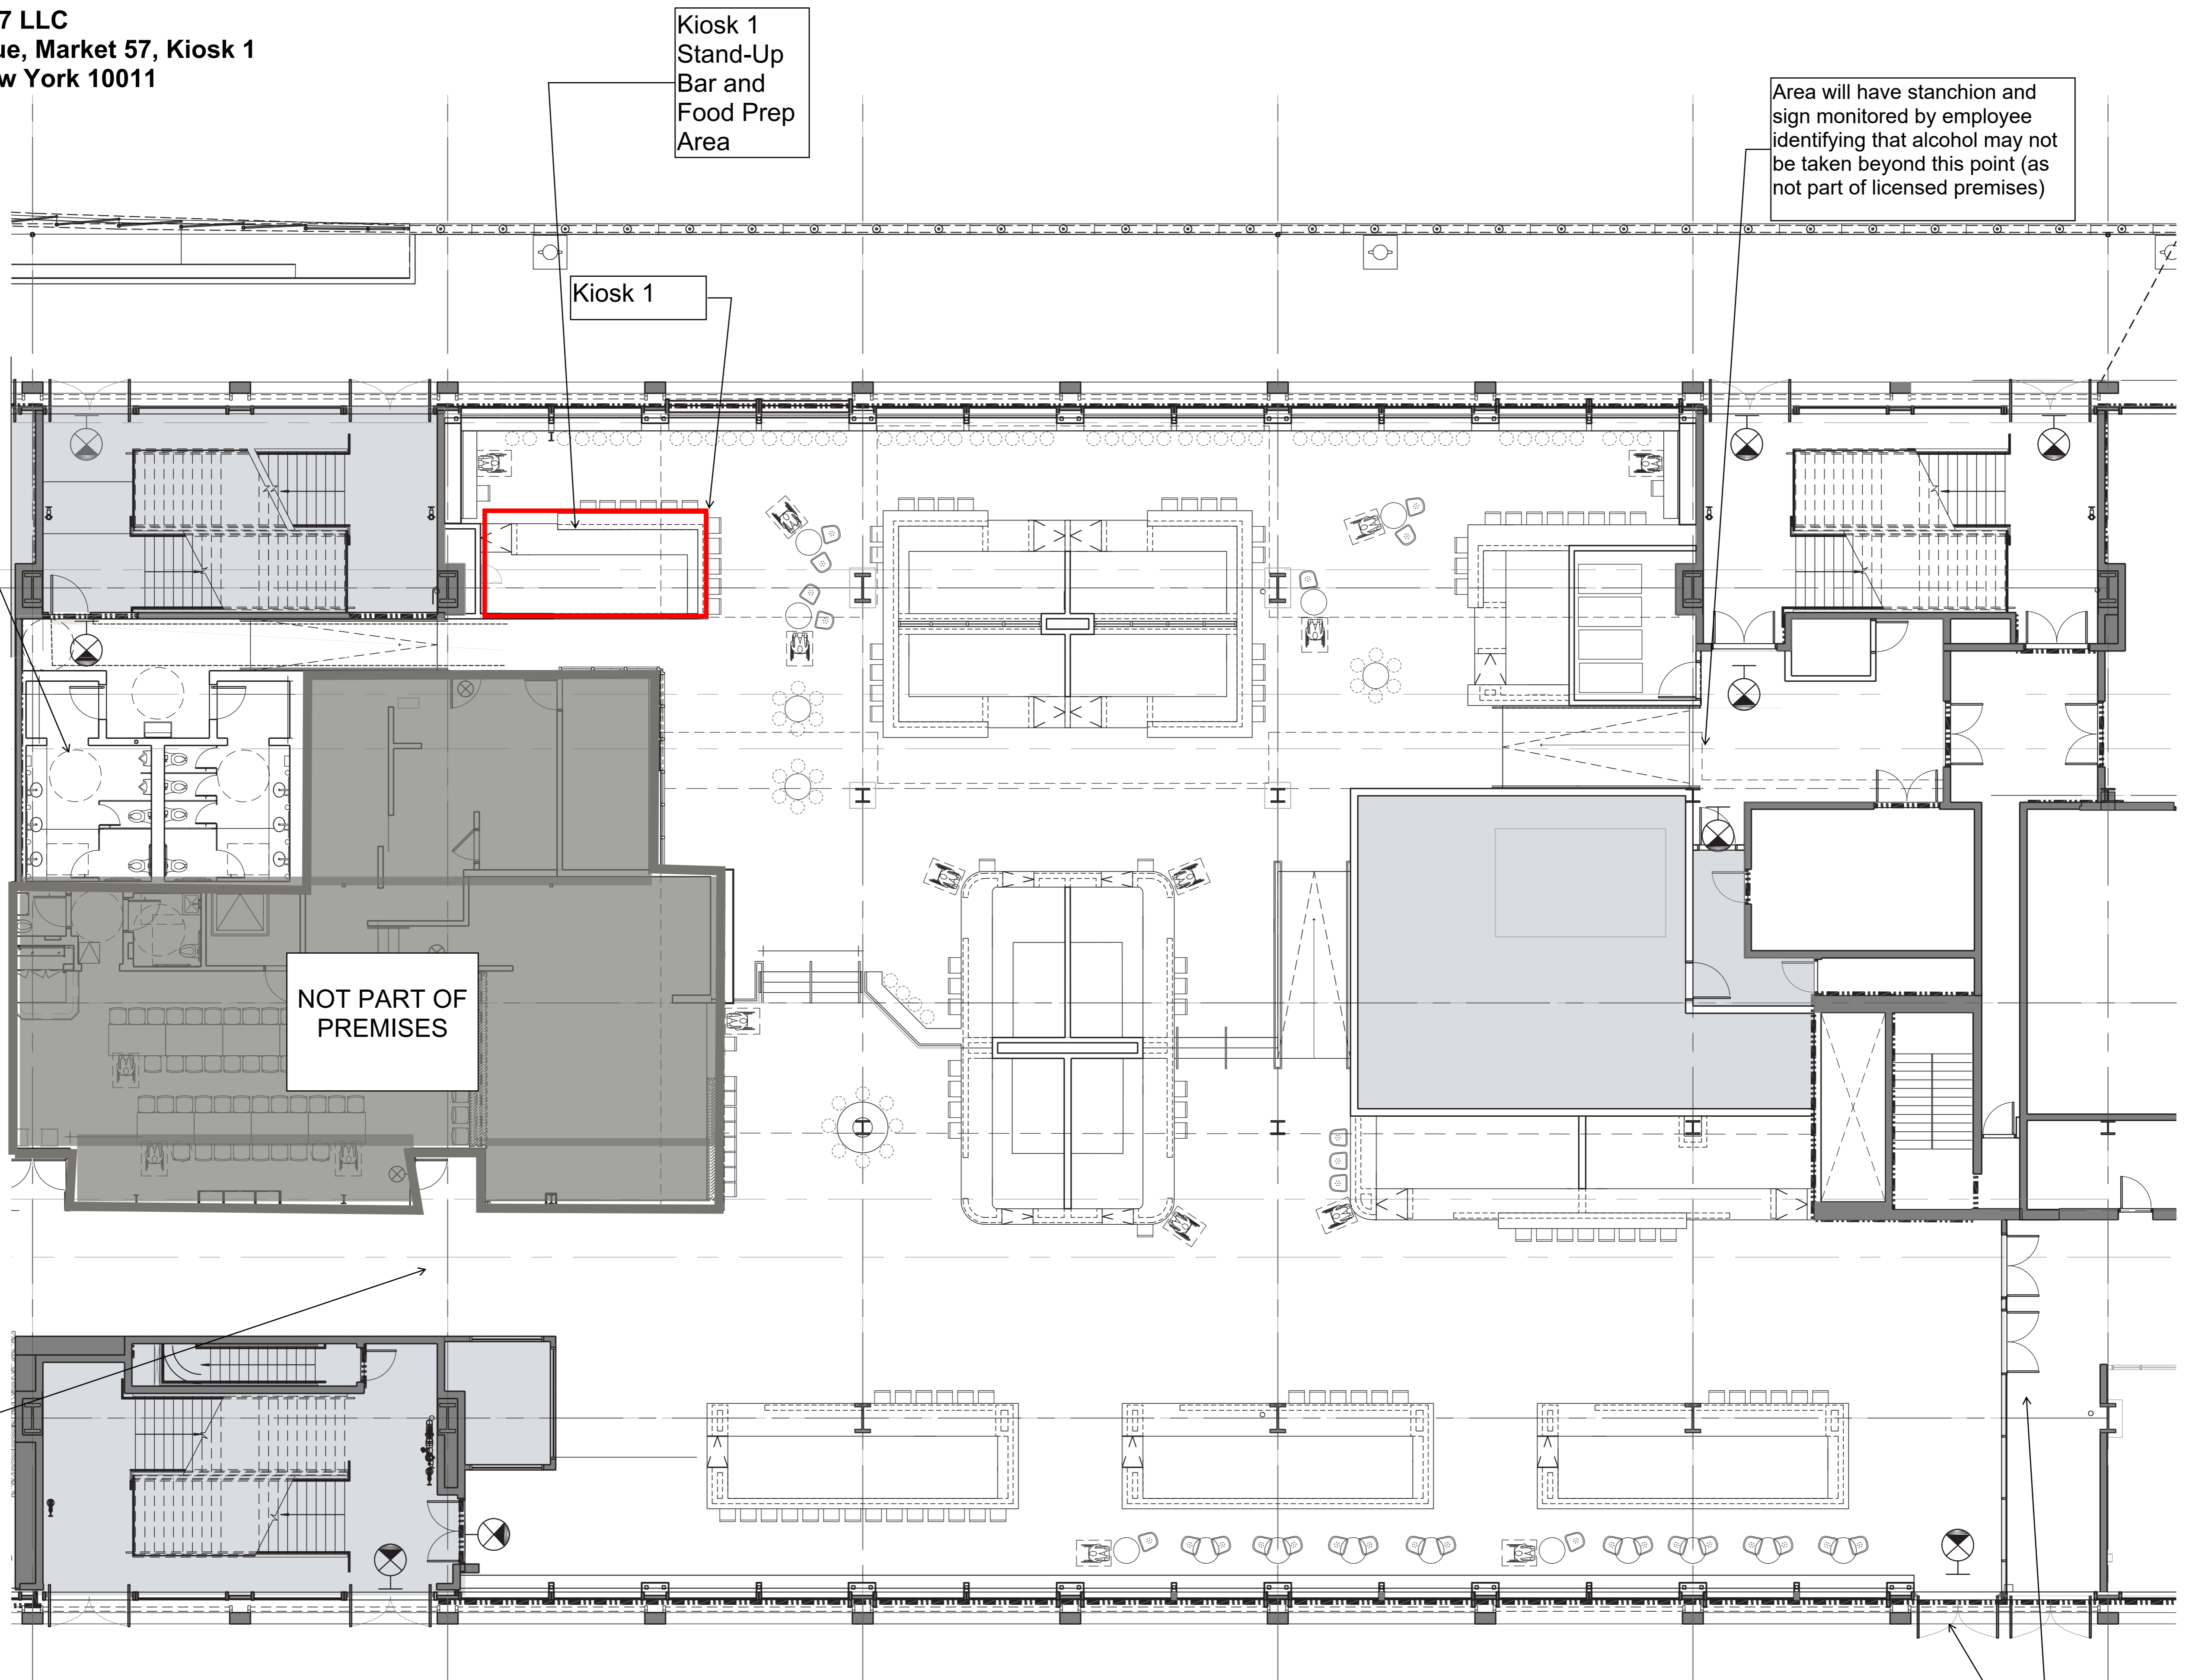 7 LLC
ue, Market 57, Kiosk 1
w York 10011
Kiosk 1
Stand-Up
Bar and
Food Prep
Area
Area will have stanchion and
sign monitored by employee
identifying that alcohol may not
be taken beyond this point (as
not part of licensed premises)
Kiosk 1
NOT PART OF
PREMISES